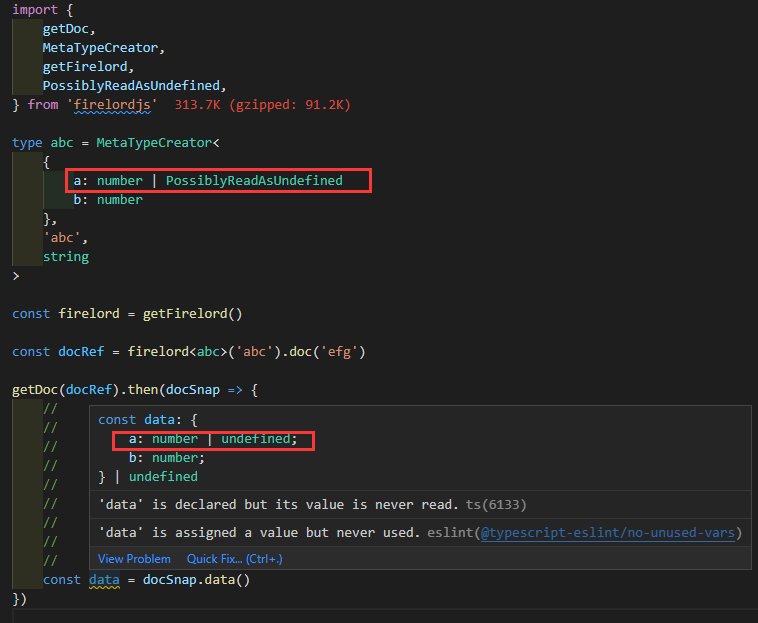 import {
getDoc,
MetaTypeCreator,
getFirelord,
PossiblyReadAsUndefined,
} from 'firelordjs' 313.7K (gzipped: 91.2K)
type abc = MetaTypeCreator<
{
a: number | PossiblyReadAsUndefined
b: number
},
'abc',
string
>
const firelord = getFirelord()
const docRef = firelord<abc>('abc').doc('efg')
getDoc(docRef).then(docSnap => {
//
// const data: {
// a: number | undefined;
// b: number;
// } | undefined
// 'data' is declared but its value is never read. ts(6133)
// 'data' is assigned a value but never used. eslint(@typescript-eslint/no-unused-vars)
//
// View Problem Quick Fix... (Ctrl+.)
const data = docSnap.data()
})